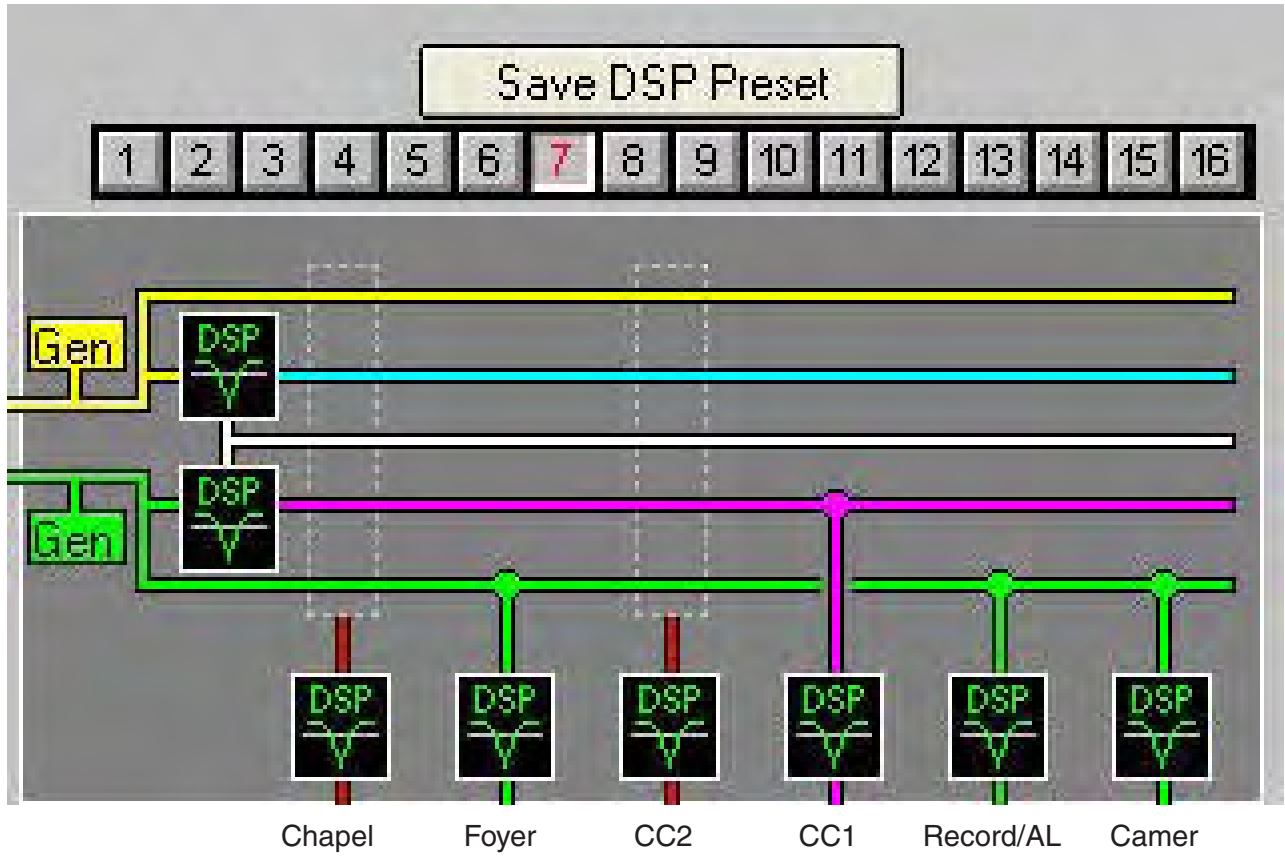 Save DSP Preset
1 2 3 4 5 6 7 8 9 10 11 12 13 14 15 16
Gen
DSP
DSP
Gen
DSP DSP DSP DSP DSP DSP
Chapel Foyer CC2 CC1 Record/AL Camer